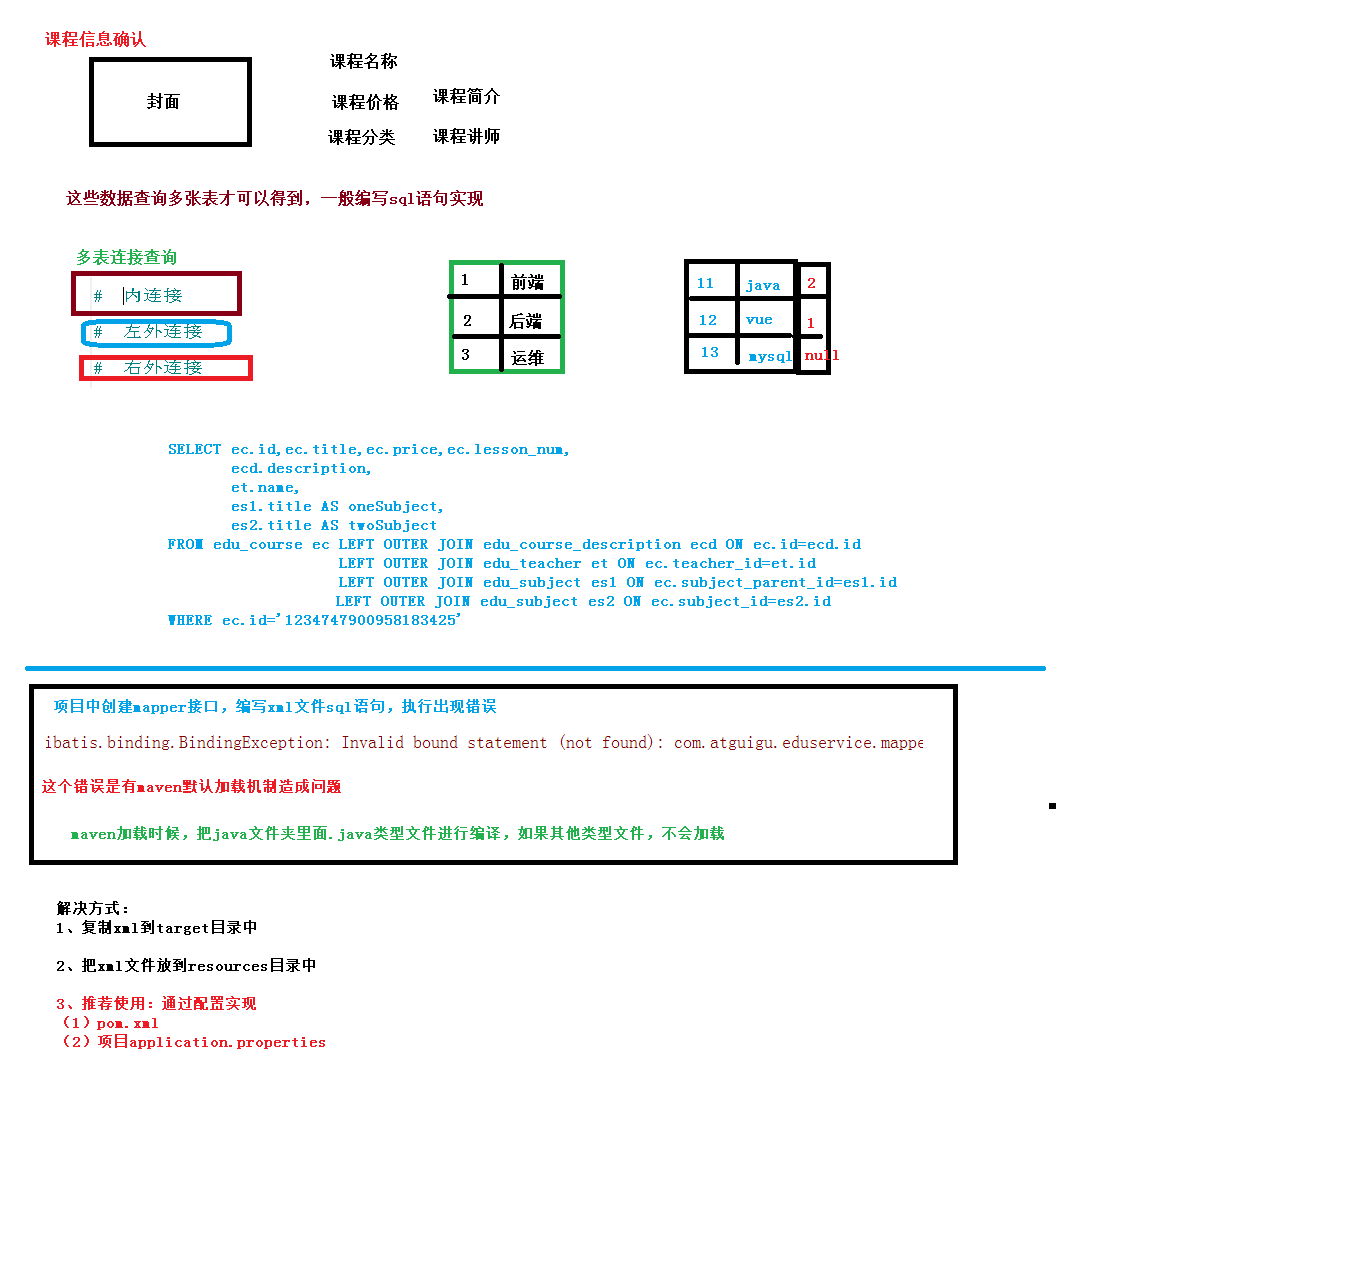 课程信息确认
封面
课程名称
课程价格
课程简介
课程分类
课程讲师
这些数据查询多张表才可以得到，一般编写sql语句实现
多表连接查询
# 内连接
# 左外连接
# 右外连接
1 前端
2 后端
3 运维
11 java 2
12 vue 1
13 mysql null
SELECT ec.id,ec.title,ec.price,ec.lesson_num,
ecd.description,
et.name,
es1.title AS oneSubject,
es2.title AS twoSubject
FROM edu_course ec LEFT OUTER JOIN edu_course_description ecd ON ec.id=ecd.id
LEFT OUTER JOIN edu_teacher et ON ec.teacher_id=et.id
LEFT OUTER JOIN edu_subject es1 ON ec.subject_parent_id=es1.id
LEFT OUTER JOIN edu_subject es2 ON ec.subject_id=es2.id
WHERE ec.id='1234747900958183425'
项目中创建mapper接口，编写xml文件sql语句，执行出现错误
ibatis.binding.BindingException: Invalid bound statement (not found): com.atguigu.eduservice.mappe
这个错误是有maven默认加载机制造成问题
maven加载时候，把java文件夹里面.java类型文件进行编译，如果其他类型文件，不会加载
解决方式：
1、复制xml到target目录中
2、把xml文件放到resources目录中
3、推荐使用：通过配置实现
（1）pom.xml
（2）项目application.properties